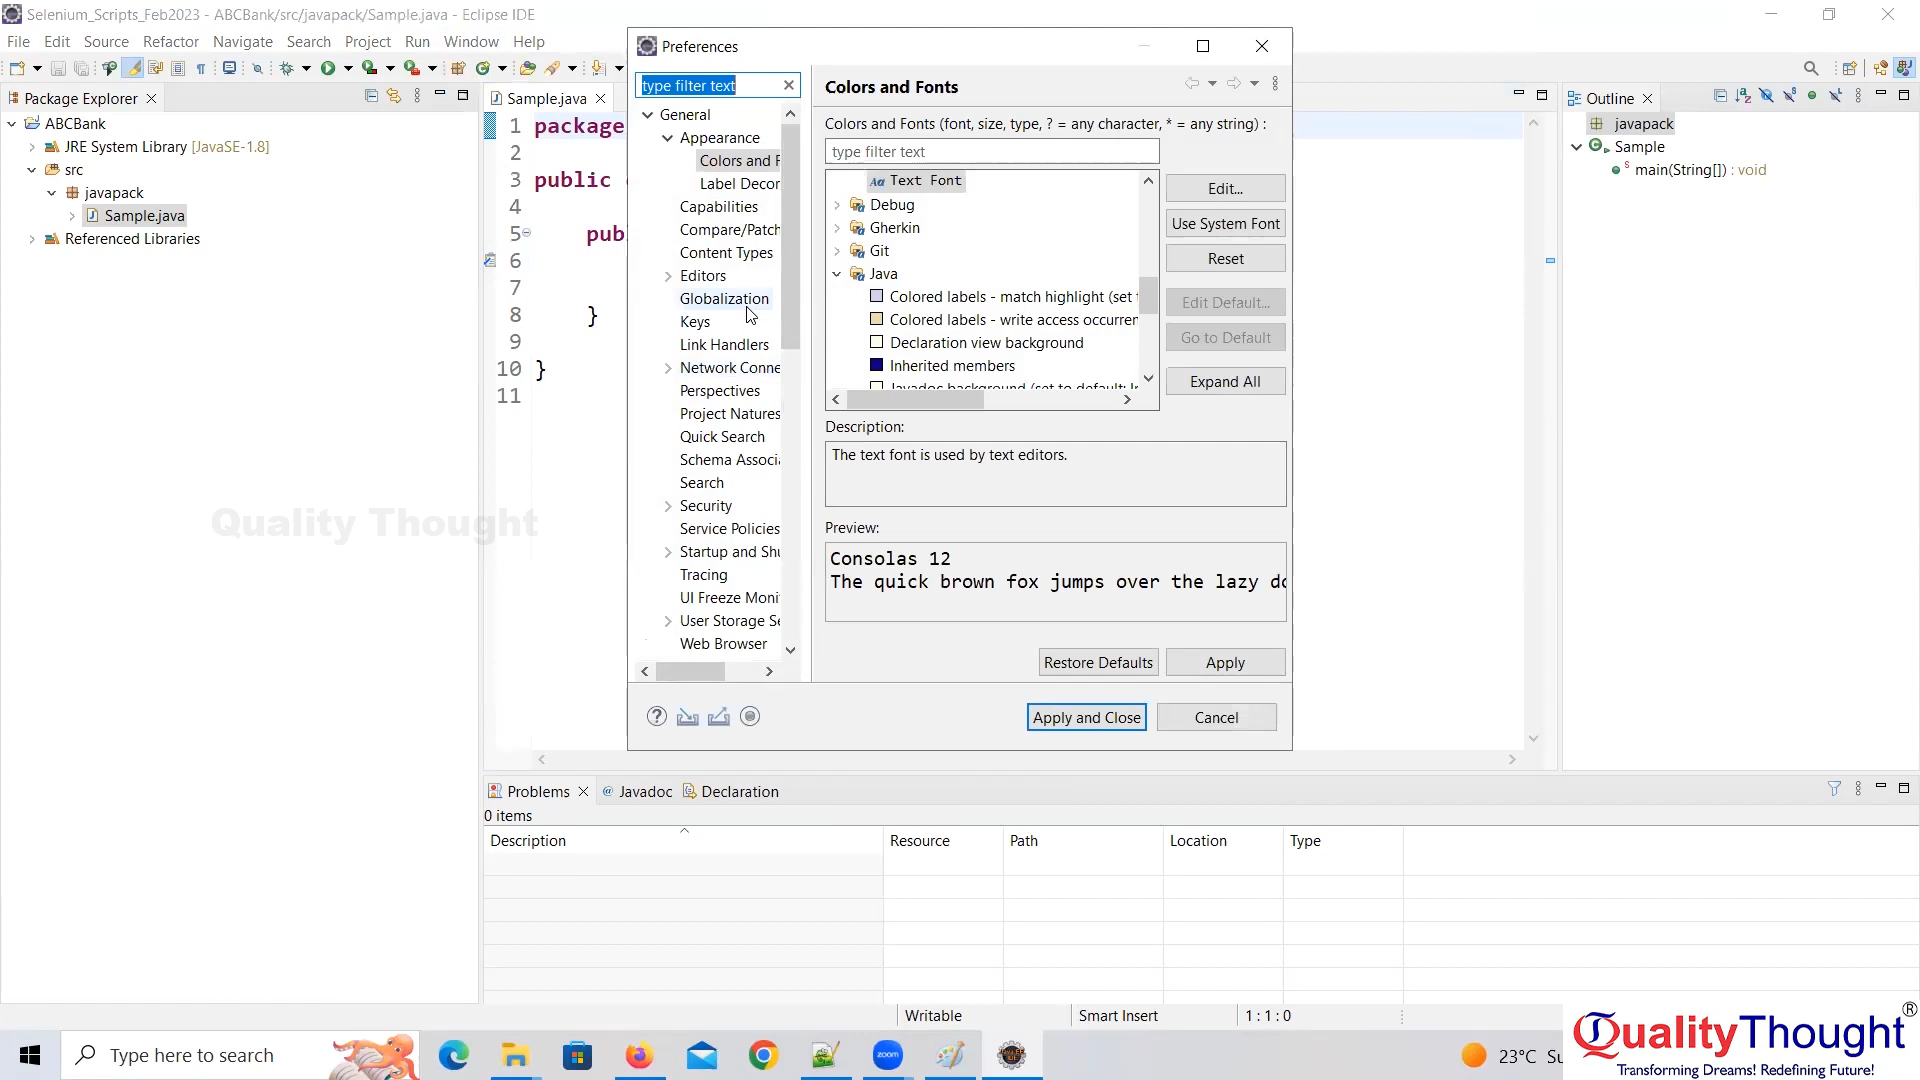 Selenium_Scripts_Feb2023 - ABCBank/src/javapack/Sample.java - Eclipse IDE
File Edit Source Refactor Navigate Search Project Run Window Help
Package Explorer
ABCBank
JRE System Library [JavaSE-1.8]
src
javapack
Sample.java
Referenced Libraries
Quality Thought
Sample.java
1 package
2
3 public
4
5 pub
6
7
8 }
9
10 }
11
Preferences
type filter text
General
Appearance
Colors and F
Label Decor
Capabilities
Compare/Patch
Content Types
Editors
Globalization
Keys
Link Handlers
Network Conne
Perspectives
Project Natures
Quick Search
Schema Associ
Search
Security
Service Policies
Startup and Shu
Tracing
UI Freeze Moni
User Storage Se
Web Browser
Colors and Fonts
Colors and Fonts (font, size, type, ? = any character, * = any string) :
type filter text
Aa Text Font
Debug
Gherkin
Git
Java
Colored labels - match highlight (set t
Colored labels - write access occurren
Declaration view background
Inherited members
Javadoc background (set to default: I
Edit...
Use System Font
Reset
Edit Default...
Go to Default
Expand All
Description:
The text font is used by text editors.
Preview:
Consolas 12
The quick brown fox jumps over the lazy do
Restore Defaults Apply
Apply and Close Cancel
Outline
javapack
Sample
main(String[]) : void
Problems Javadoc Declaration
0 items
Description Resource Path Location Type
Writable Smart Insert 1 : 1 : 0
Type here to search
zoom
23°C Su
QualityThought®
Transforming Dreams! Redefining Future!